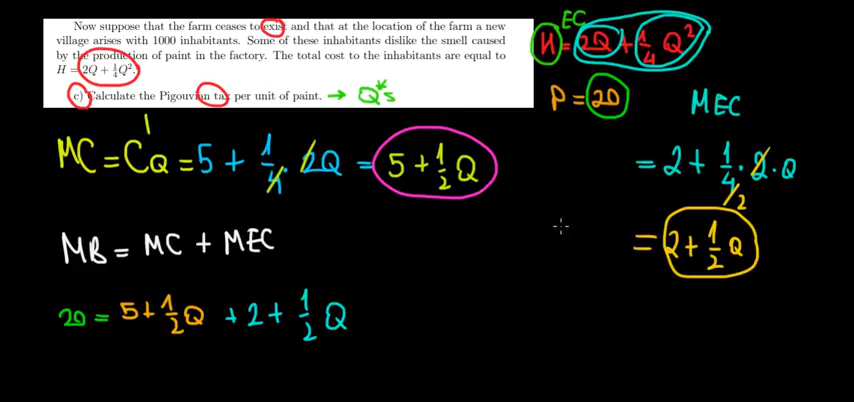 Now suppose that the farm ceases to exist and that at the location of the farm a new
village arises with 1000 inhabitants. Some of these inhabitants dislike the smell caused
by the production of paint in the factory. The total cost to the inhabitants are equal to
H = 2Q + 1/4 Q².
c) Calculate the Pigouvian tax per unit of paint. → Q*s
EC
H = 2Q + 1/4 Q²
P = 20
MEC
MC = C'Q = 5 + 1/4 · 2Q = 5 + 1/2 Q
= 2 + 1/4 · 2 · Q
/2
MB = MC + MEC
= 2 + 1/2 Q
20 = 5 + 1/2 Q + 2 + 1/2 Q